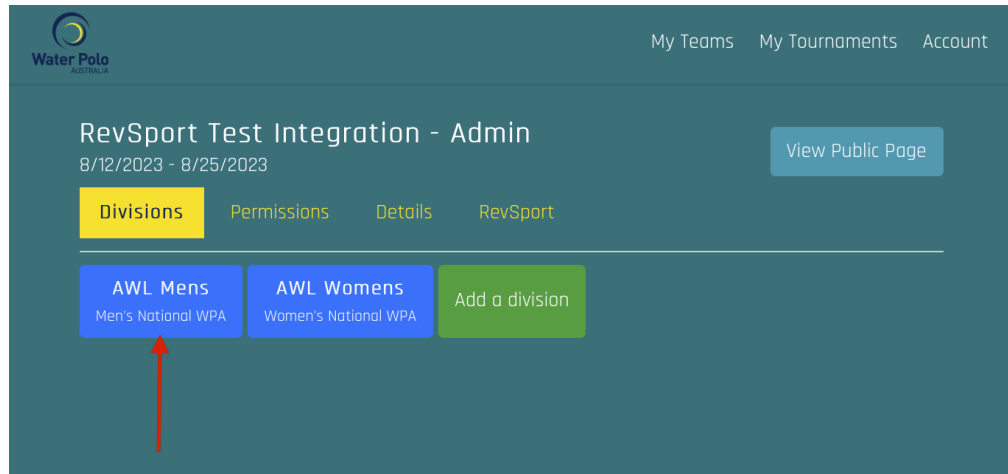 Water Polo
AUSTRALIA
My Teams My Tournaments Account
RevSport Test Integration - Admin
8/12/2023 - 8/25/2023
View Public Page
Divisions Permissions Details RevSport
AWL Mens
Men's National WPA
AWL Womens
Women's National WPA
Add a division